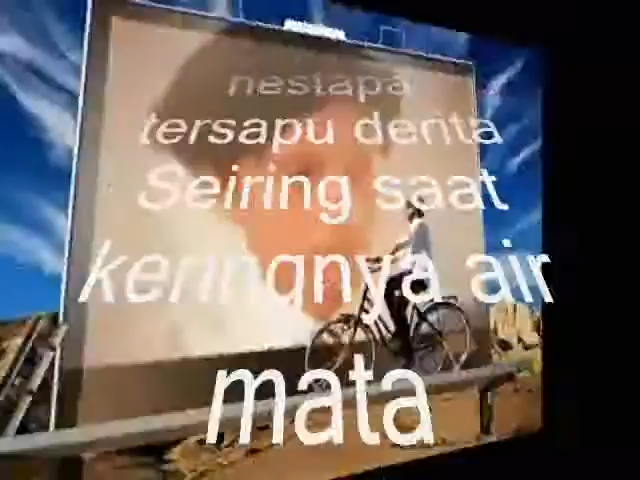 nestapa
tersapu derita
Seiring saat
keringnya air
mata